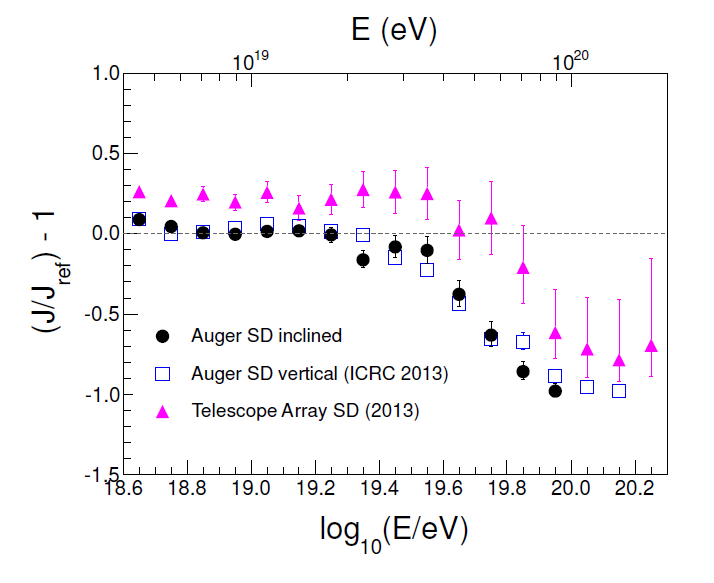 E (eV)
10^19 10^20
1.0
0.5
0.0
-0.5
-1.0
-1.5
(J/J_ref) - 1
Auger SD inclined
Auger SD vertical (ICRC 2013)
Telescope Array SD (2013)
18.6 18.8 19.0 19.2 19.4 19.6 19.8 20.0 20.2
log_10(E/eV)